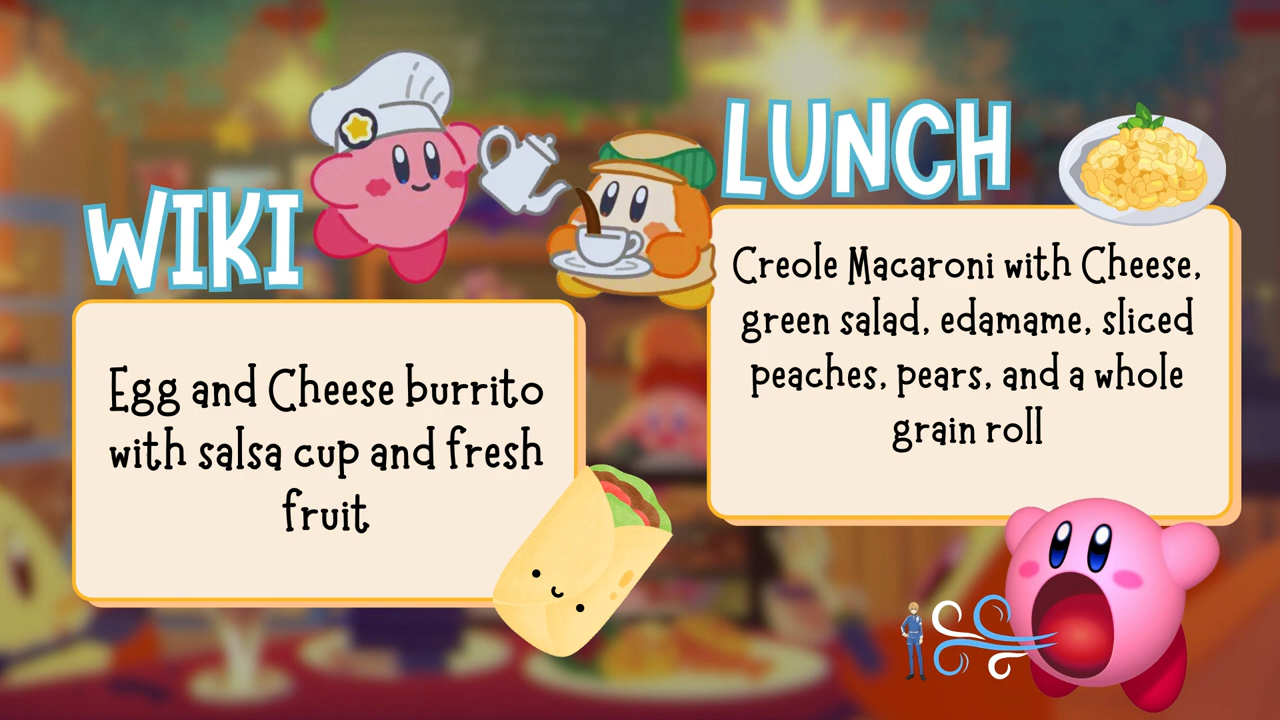 WIKI
Egg and Cheese burrito
with salsa cup and fresh
fruit
LUNCH
Creole Macaroni with Cheese,
green salad, edamame, sliced
peaches, pears, and a whole
grain roll